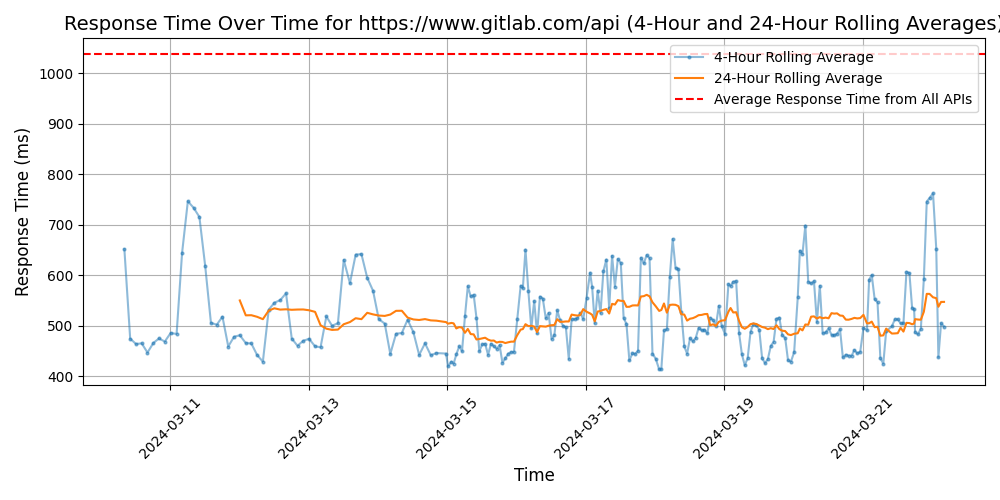 Response Time Over Time for https://www.gitlab.com/api (4-Hour and 24-Hour Rolling Averages)
4-Hour Rolling Average
24-Hour Rolling Average
Average Response Time from All APIs
Response Time (ms)
1000
900
800
700
600
500
400
2024-03-11
2024-03-13
2024-03-15
2024-03-17
2024-03-19
2024-03-21
Time